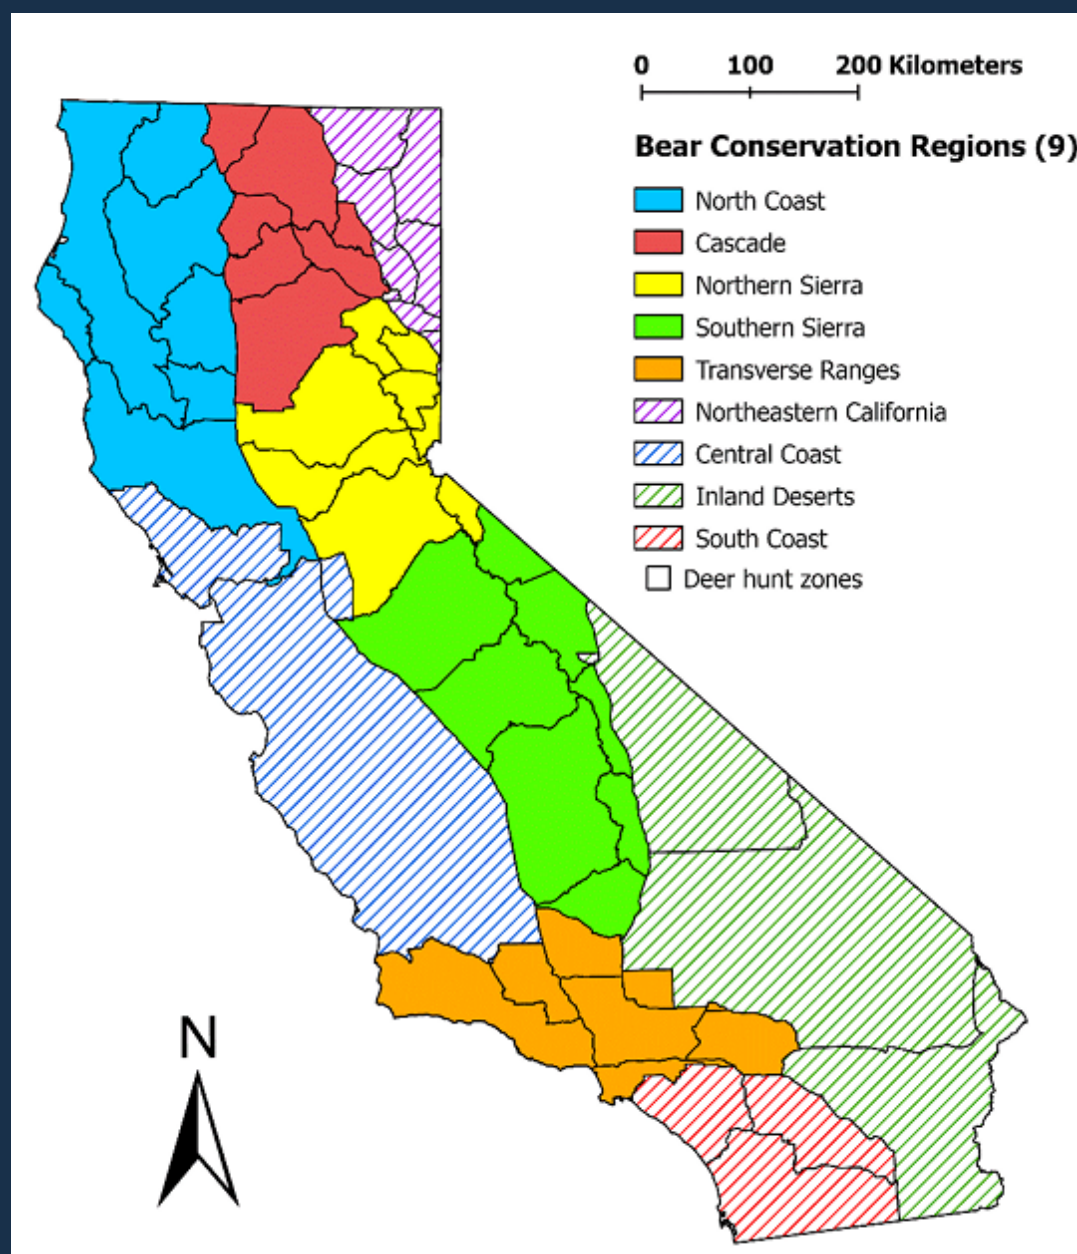 0 100 200 Kilometers
Bear Conservation Regions (9)
North Coast
Cascade
Northern Sierra
Southern Sierra
Transverse Ranges
Northeastern California
Central Coast
Inland Deserts
South Coast
Deer hunt zones
N